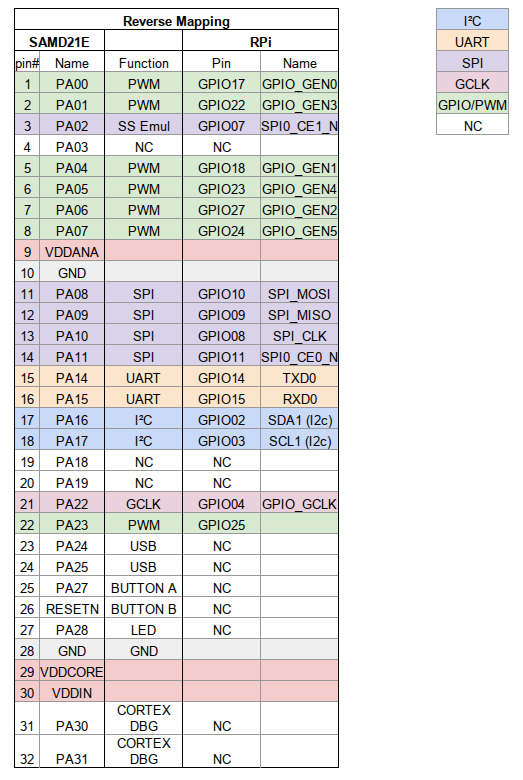 Reverse Mapping
SAMD21E RPi
pin# Name Function Pin Name
1 PA00 PWM GPIO17 GPIO_GEN0
2 PA01 PWM GPIO22 GPIO_GEN3
3 PA02 SS Emul GPIO07 SPI0_CE1_N
4 PA03 NC NC
5 PA04 PWM GPIO18 GPIO_GEN1
6 PA05 PWM GPIO23 GPIO_GEN4
7 PA06 PWM GPIO27 GPIO_GEN2
8 PA07 PWM GPIO24 GPIO_GEN5
9 VDDANA
10 GND
11 PA08 SPI GPIO10 SPI_MOSI
12 PA09 SPI GPIO09 SPI_MISO
13 PA10 SPI GPIO08 SPI_CLK
14 PA11 SPI GPIO11 SPI0_CE0_N
15 PA14 UART GPIO14 TXD0
16 PA15 UART GPIO15 RXD0
17 PA16 I²C GPIO02 SDA1 (I2c)
18 PA17 I²C GPIO03 SCL1 (I2c)
19 PA18 NC NC
20 PA19 NC NC
21 PA22 GCLK GPIO04 GPIO_GCLK
22 PA23 PWM GPIO25
23 PA24 USB NC
24 PA25 USB NC
25 PA27 BUTTON A NC
26 RESETN BUTTON B NC
27 PA28 LED NC
28 GND GND
29 VDDCORE
30 VDDIN
CORTEX
31 PA30 DBG NC
CORTEX
32 PA31 DBG NC
I²C
UART
SPI
GCLK
GPIO/PWM
NC